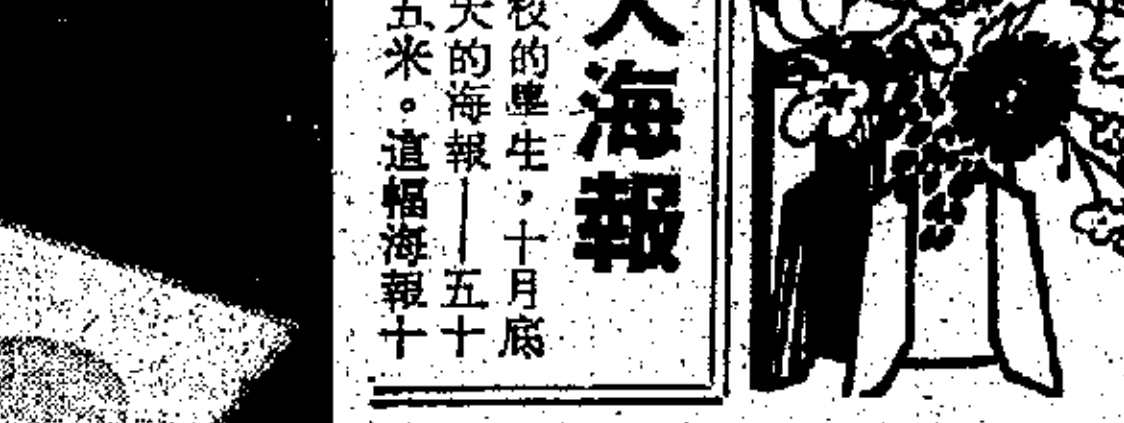 海報
校的學生，十月底
的海報——五十
五米。這幅海報十